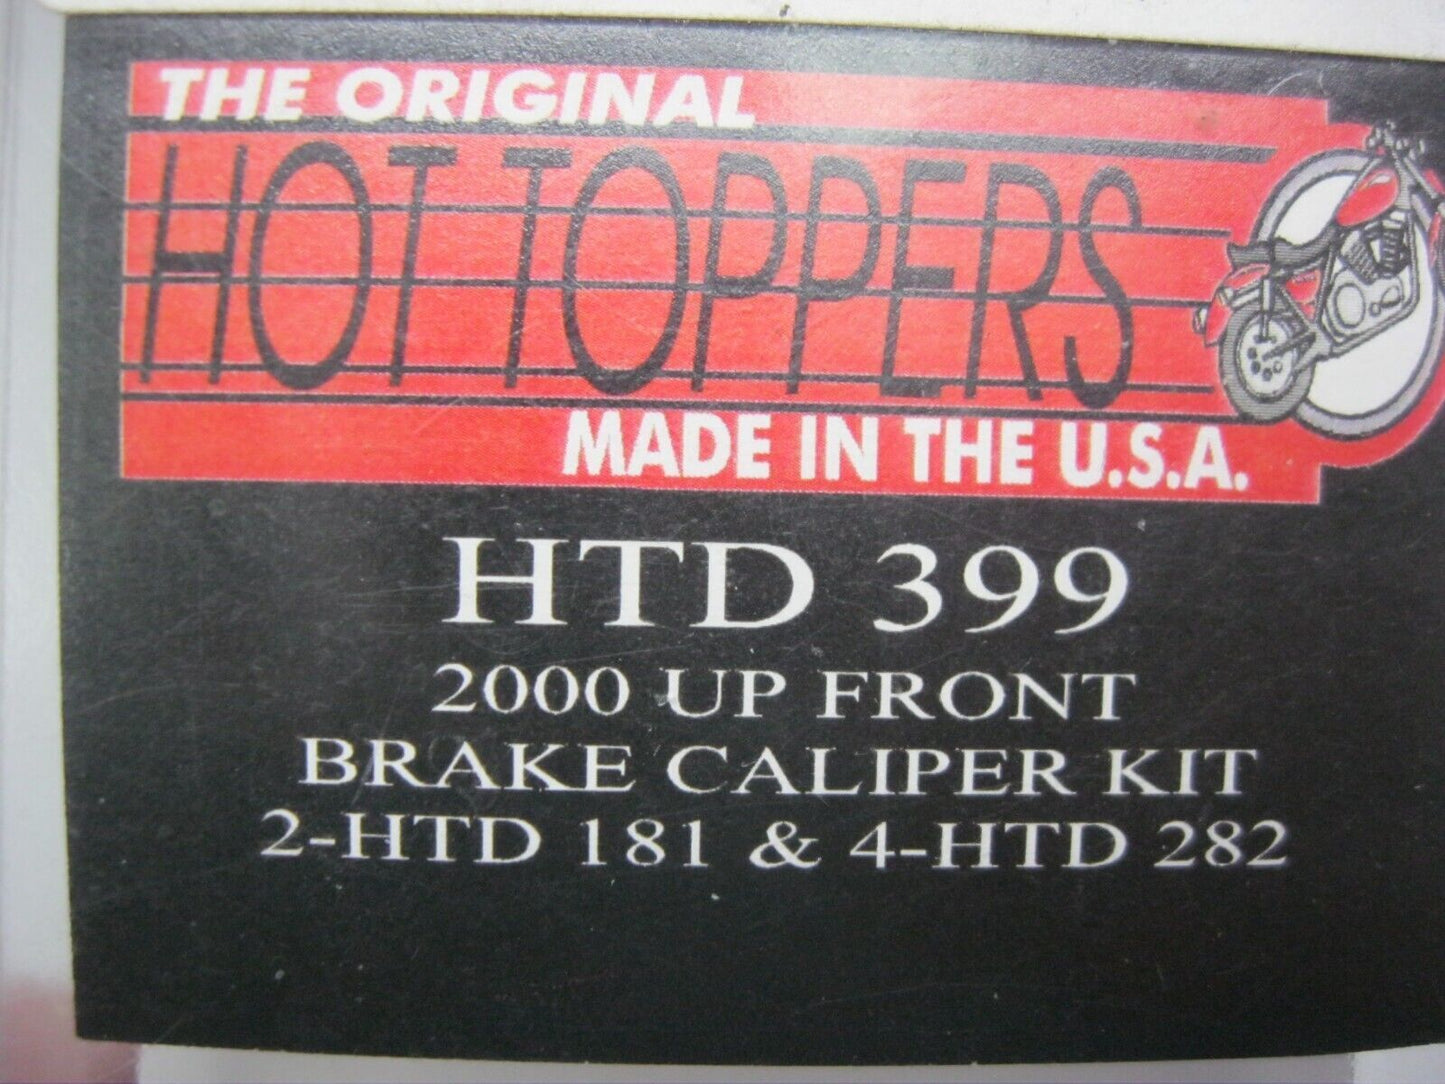 THE ORIGINAL
HOT TOPPERS
MADE IN THE U.S.A.
HTD 399
2000 UP FRONT
BRAKE CALIPER KIT
2-HTD 181 & 4-HTD 282